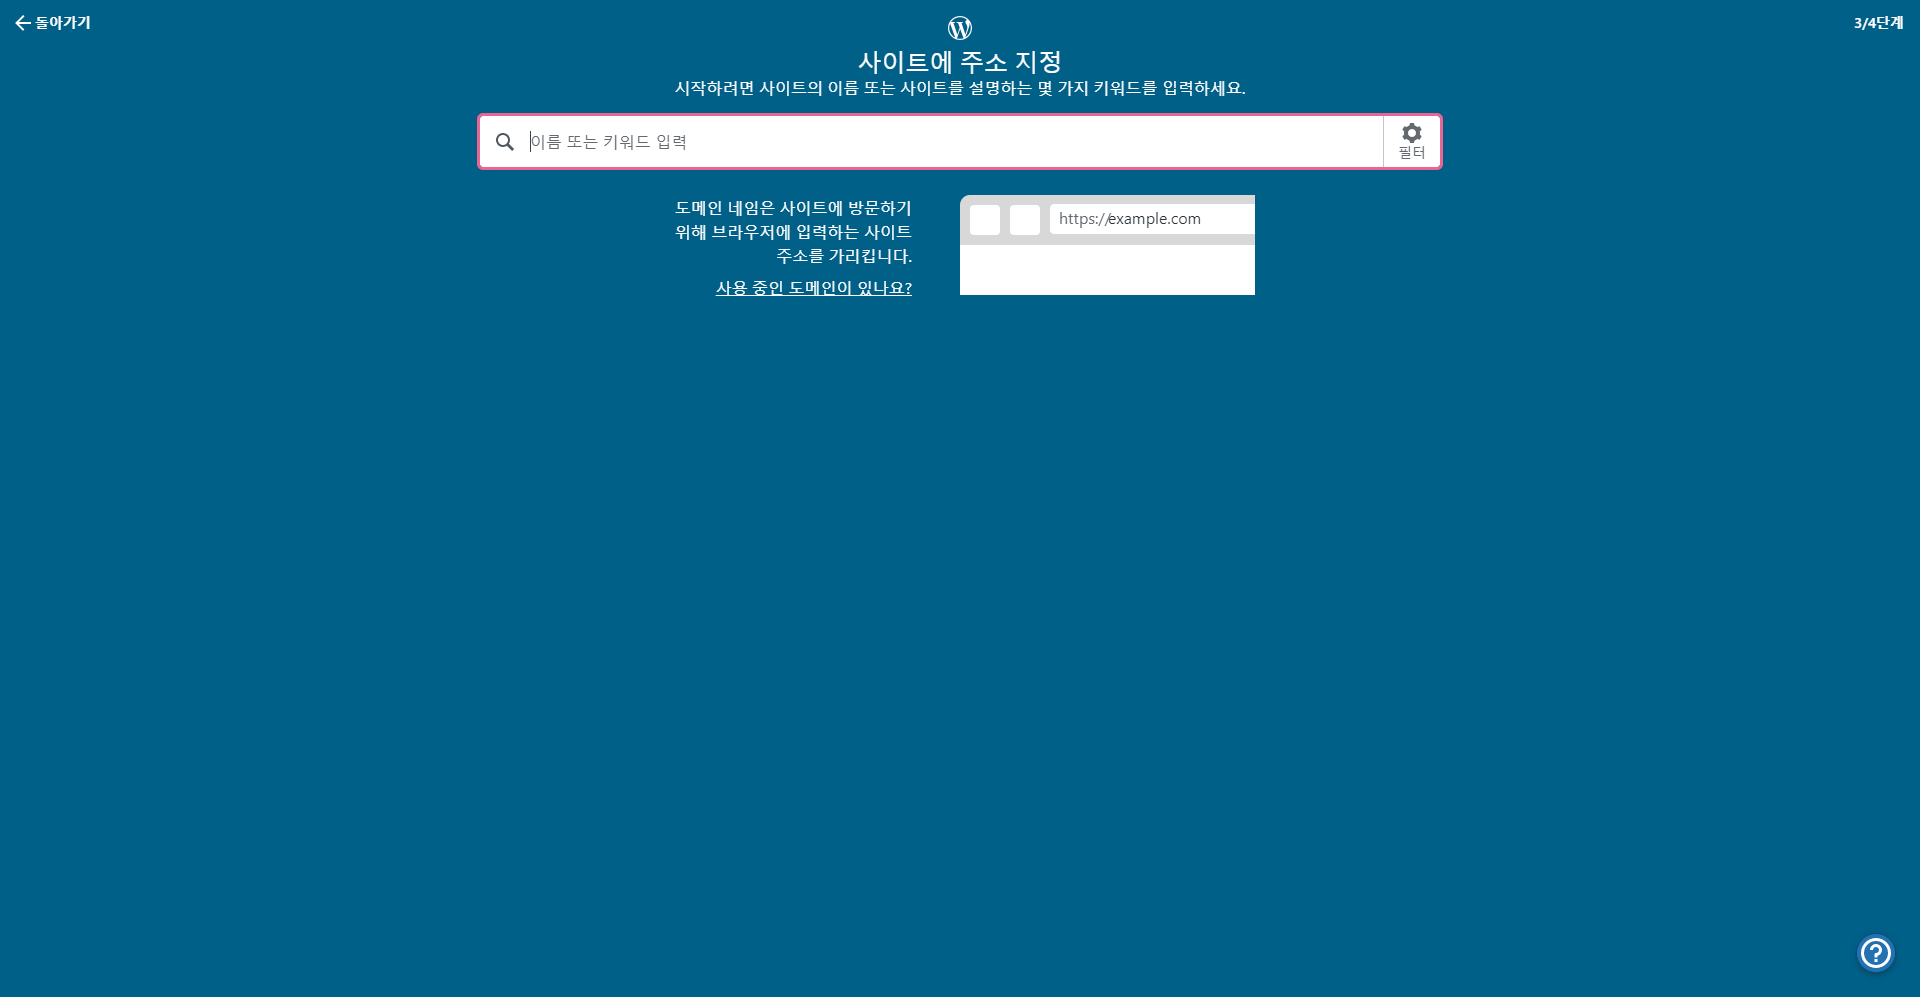 돌아가기
3/4단계
사이트에 주소 지정
시작하려면 사이트의 이름 또는 사이트를 설명하는 몇 가지 키워드를 입력하세요.
이름 또는 키워드 입력
필터
도메인 네임은 사이트에 방문하기
위해 브라우저에 입력하는 사이트
주소를 가리킵니다.
사용 중인 도메인이 있나요?
https://example.com